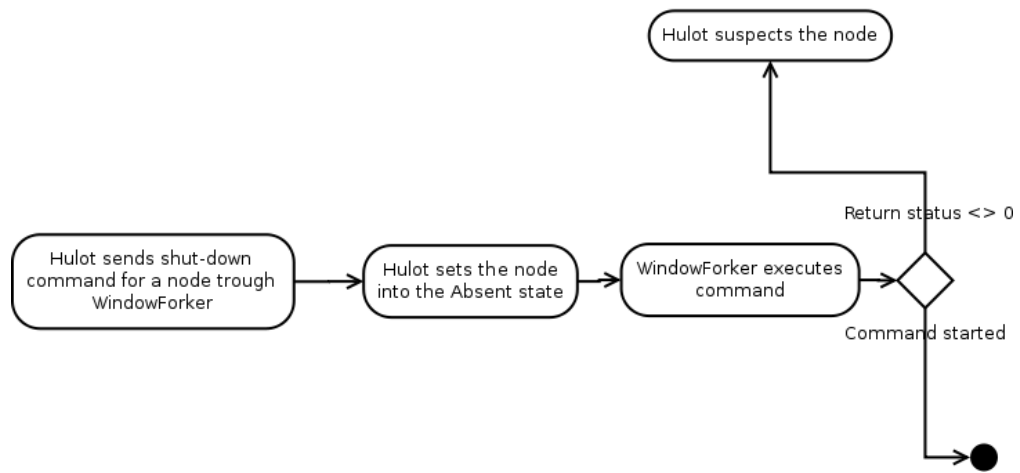 Hulot suspects the node
Return status <> 0
Hulot sends shut-down
command for a node trough
WindowForker
Hulot sets the node
into the Absent state
WindowForker executes
command
Command started